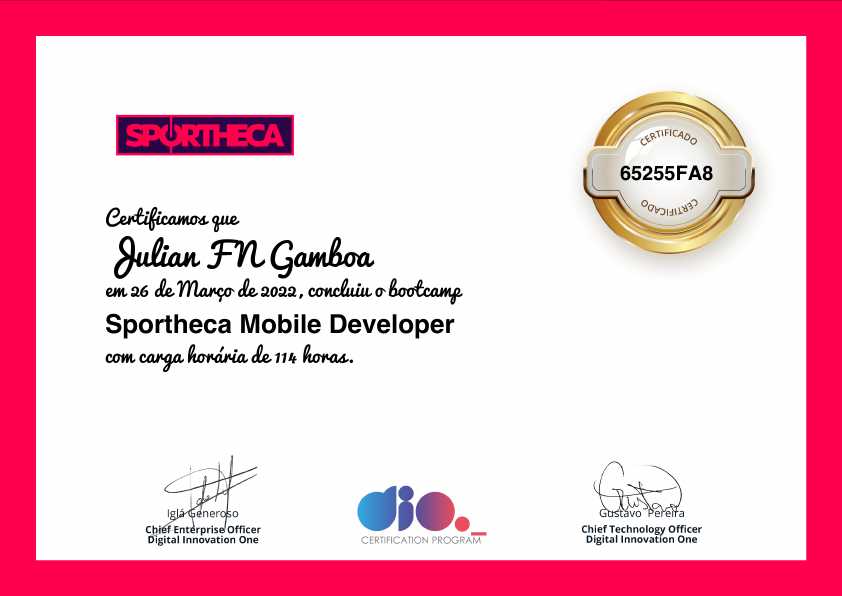 SPORTHECA
CERTIFICADO
65255FA8
CERTIFICADO
Certificamos que
Julian FN Gamboa
em 26 de Março de 2022, concluiu o bootcamp
Sportheca Mobile Developer
com carga horária de 114 horas.
Iglá Generoso
Chief Enterprise Officer
Digital Innovation One
dio._
CERTIFICATION PROGRAM
Gustavo Pereira
Chief Technology Officer
Digital Innovation One